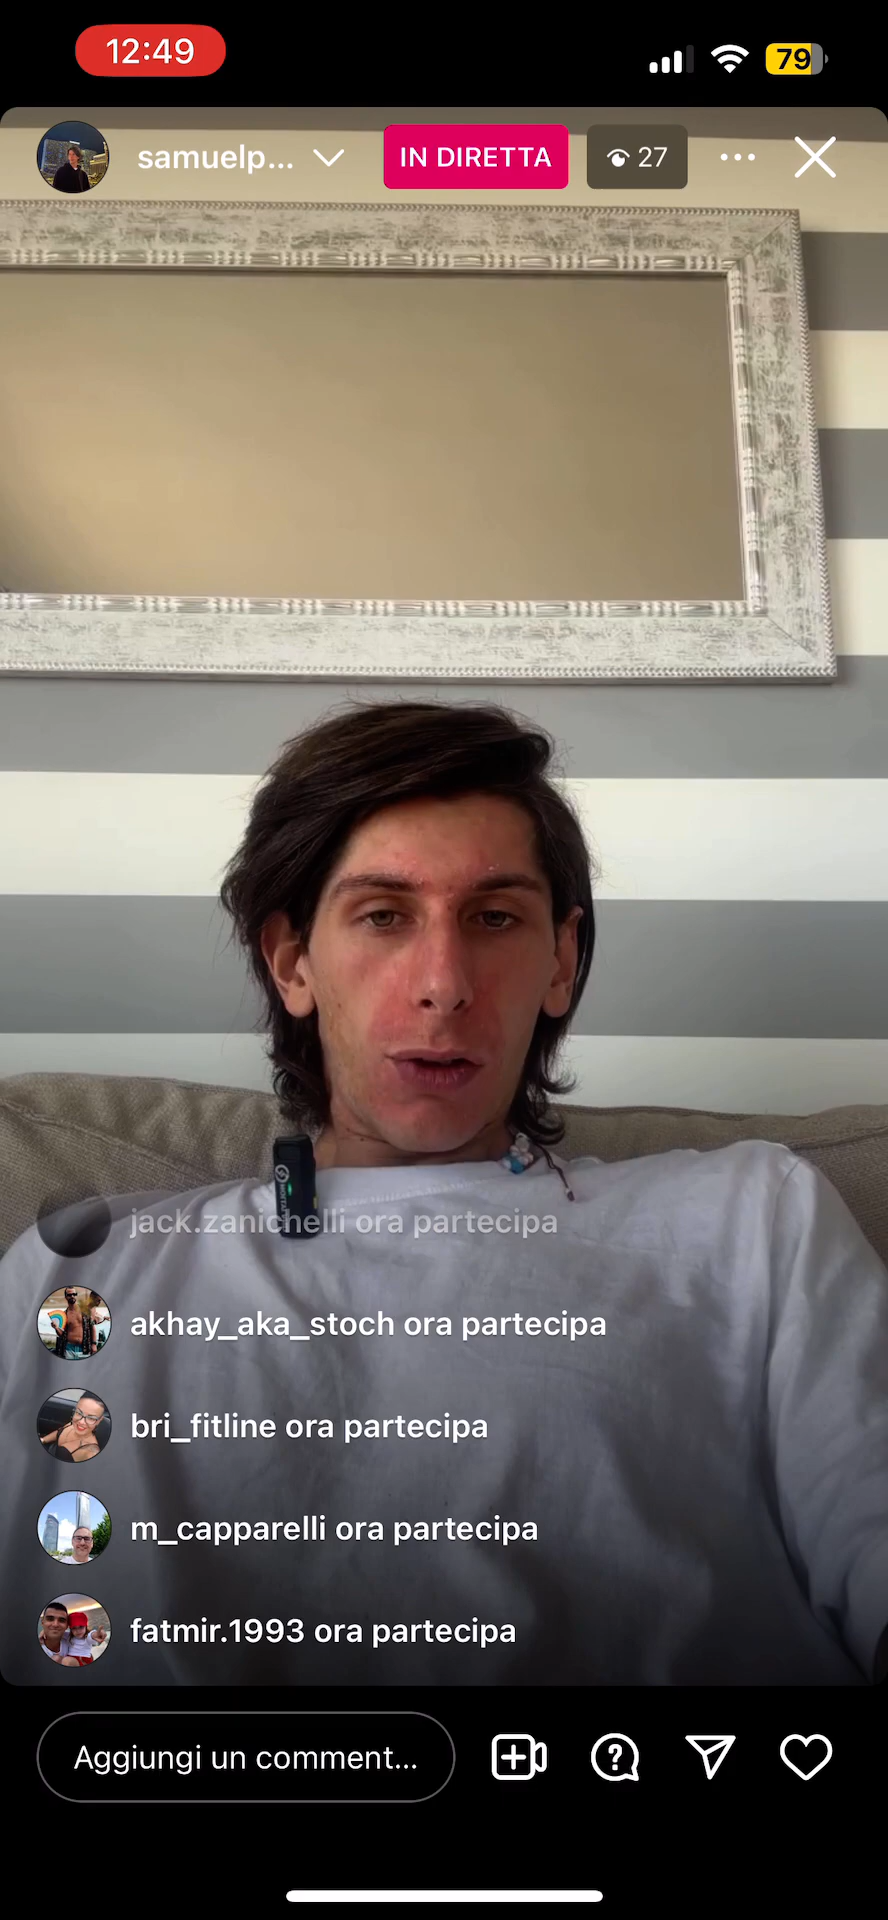 12:49
79
samuelp...
IN DIRETTA
27
jack.zanichelli ora partecipa
akhay_aka_stoch ora partecipa
bri_fitline ora partecipa
m_capparelli ora partecipa
fatmir.1993 ora partecipa
Aggiungi un comment...